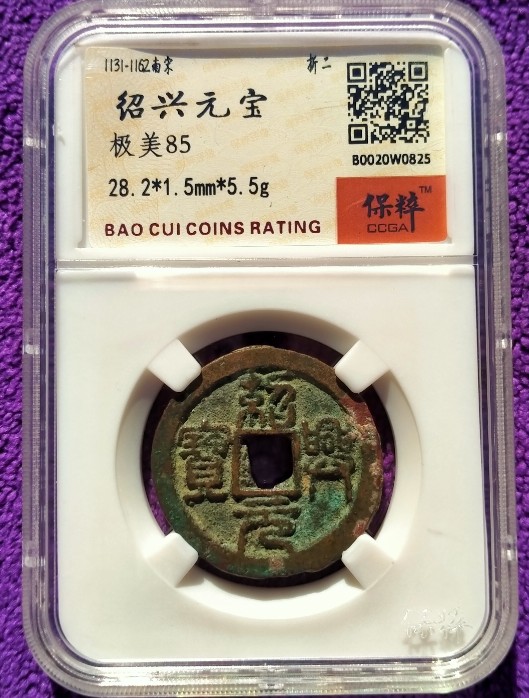 1131-1162南宋 折二
绍兴元宝
极美85
28.2*1.5mm*5.5g
B0020W0825
BAO CUI COINS RATING
保粹 TM
CCGA
紹
寶 興
元